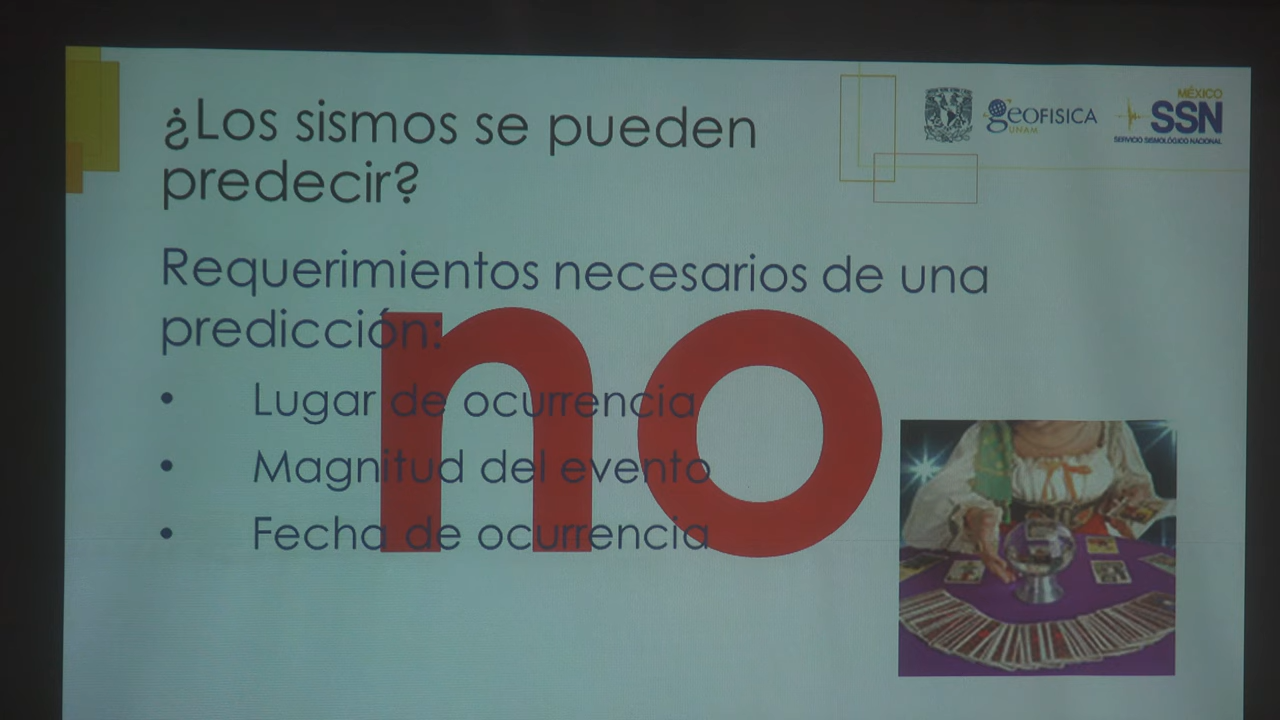 ¿Los sismos se pueden
predecir?
GEOFISICA
UNAM
MÉXICO
SSN
SERVICIO SISMOLÓGICO NACIONAL
Requerimientos necesarios de una
predicción:
no
• Lugar de ocurrencia
• Magnitud del evento
• Fecha de ocurrencia